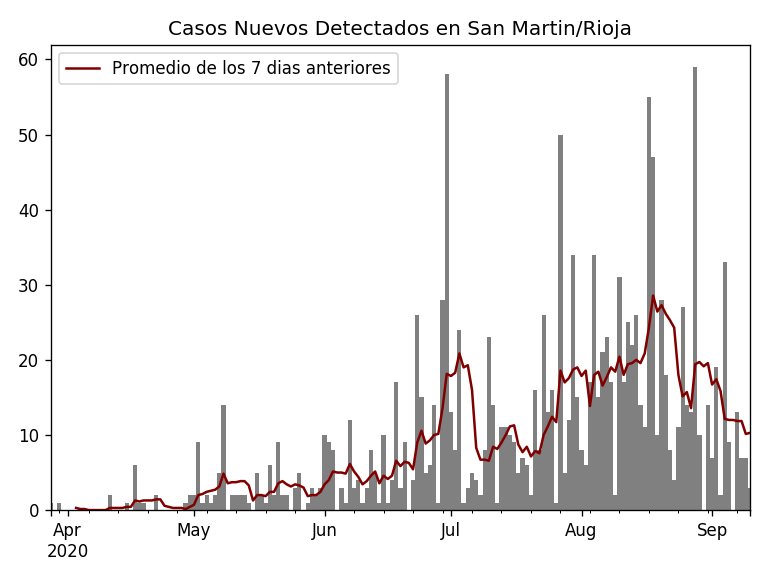 Casos Nuevos Detectados en San Martin/Rioja
Promedio de los 7 dias anteriores
60
50
40
30
20
10
0
Apr May Jun Jul Aug Sep
2020